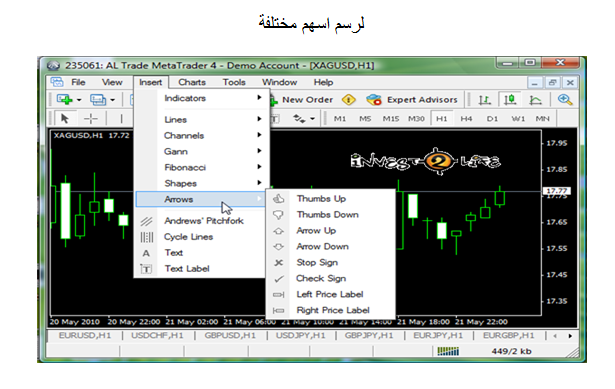 لرسم اسهم مختلفة
235061: AL Trade MetaTrader 4 - Demo Account - [XAGUSD,H1]
File View Insert Charts Tools Window Help
New Order Expert Advisors
M1 M5 M15 M30 H1 H4 D1 W1 MN
XAGUSD,H1 17.72
INVEST 2 LIFE
Indicators
Lines
Channels
Gann
Fibonacci
Shapes
Arrows
Andrews' Pitchfork
Cycle Lines
Text
Text Label
Thumbs Up
Thumbs Down
Arrow Up
Arrow Down
Stop Sign
Check Sign
Left Price Label
Right Price Label
17.95
17.85
17.77
17.65
17.55
17.45
17.35
20 May 2010 20 May 22:00 21 May 02:00 21 May 06:00 21 May 10:00 21 May 14:00 21 May 18:00 21 May 22:00
EURUSD,H1 USDCHF,H1 GBPUSD,H1 USDJPY,H1 GBPJPY,H1 EURJPY,H1 EURGBP,H1
449/2 kb